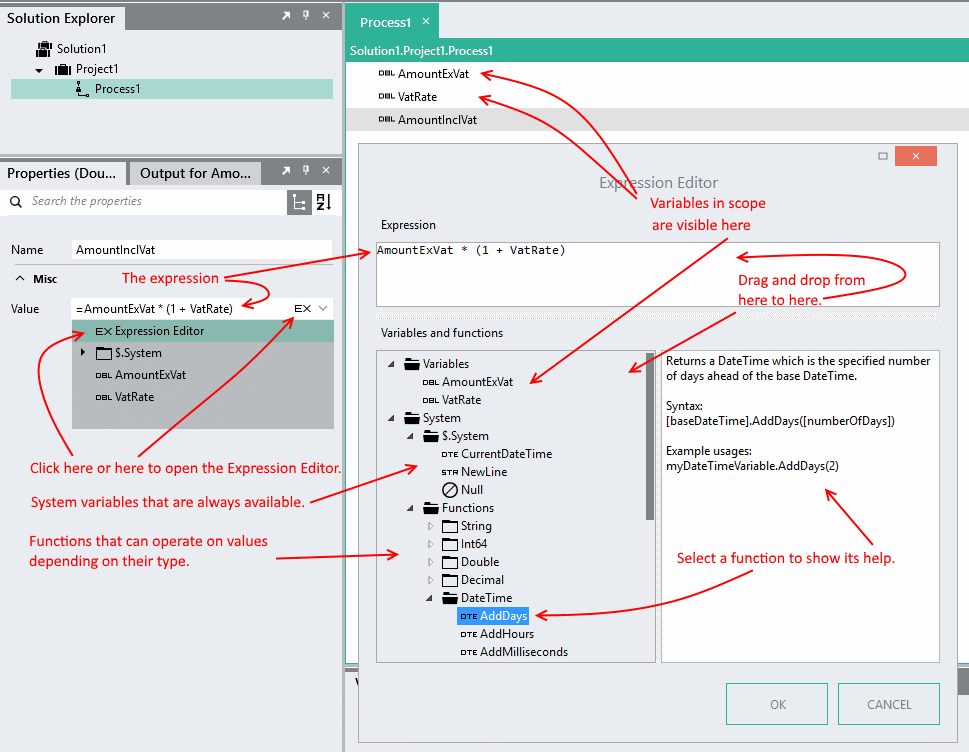 Solution Explorer
Solution1
Project1
Process1
Properties (Dou...
Output for Amo...
Search the properties
Name
AmountInclVat
Misc
The expression
Value
=AmountExVat * (1 + VatRate)
EX
EX Expression Editor
$.System
DBL AmountExVat
DBL VatRate
Click here or here to open the Expression Editor.
System variables that are always available.
Functions that can operate on values
depending on their type.
Process1
Solution1.Project1.Process1
DBL AmountExVat
DBL VatRate
DBL AmountInclVat
Expression Editor
Variables in scope
are visible here
Expression
AmountExVat * (1 + VatRate)
Drag and drop from
here to here.
Variables and functions
Variables
DBL AmountExVat
DBL VatRate
System
$.System
DTE CurrentDateTime
STR NewLine
Null
Functions
String
Int64
Double
Decimal
DateTime
DTE AddDays
DTE AddHours
DTE AddMilliseconds
Returns a DateTime which is the specified number
of days ahead of the base DateTime.
Syntax:
[baseDateTime].AddDays([numberOfDays])
Example usages:
myDateTimeVariable.AddDays(2)
Select a function to show its help.
OK
CANCEL